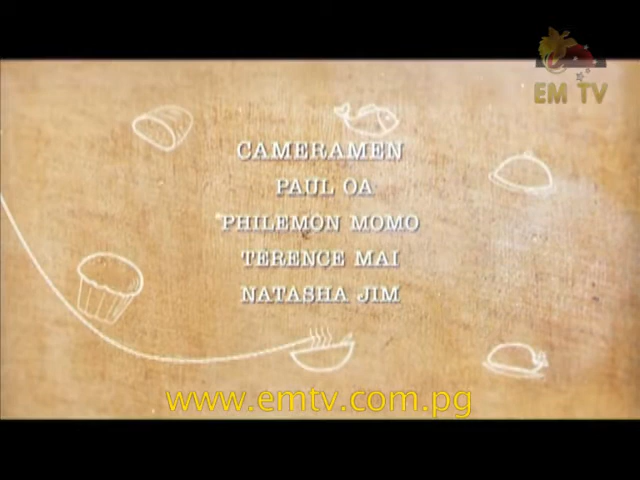 EM TV
CAMERAMEN
PAUL OA
PHILEMON MOMO
TERENCE MAI
NATASHA JIM
www.emtv.com.pg